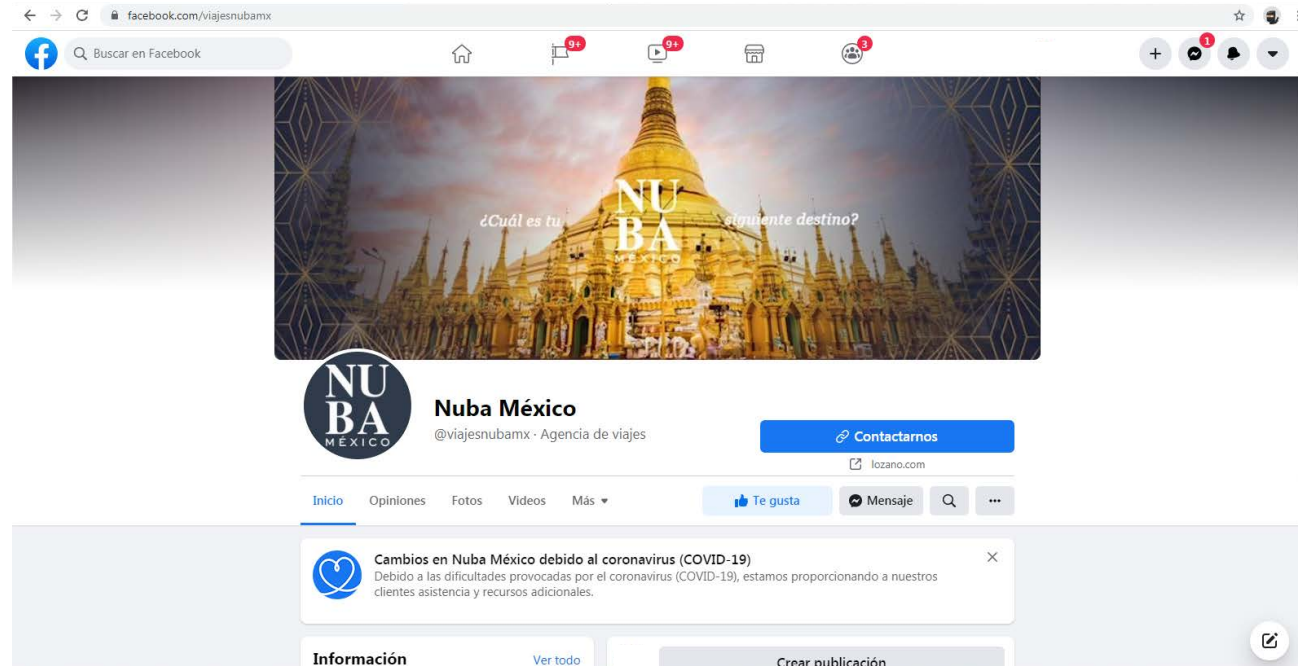 facebook.com/viajesnubamx
Buscar en Facebook
9+
9+
3
1
¿Cuál es tu
NU
BA
MÉXICO
siguiente destino?
NU
BA
MÉXICO
Nuba México
@viajesnubamx · Agencia de viajes
Contactarnos
lozano.com
Inicio
Opiniones
Fotos
Videos
Más
Te gusta
Mensaje
Cambios en Nuba México debido al coronavirus (COVID-19)
Debido a las dificultades provocadas por el coronavirus (COVID-19), estamos proporcionando a nuestros
clientes asistencia y recursos adicionales.
Información
Ver todo
Crear publicación